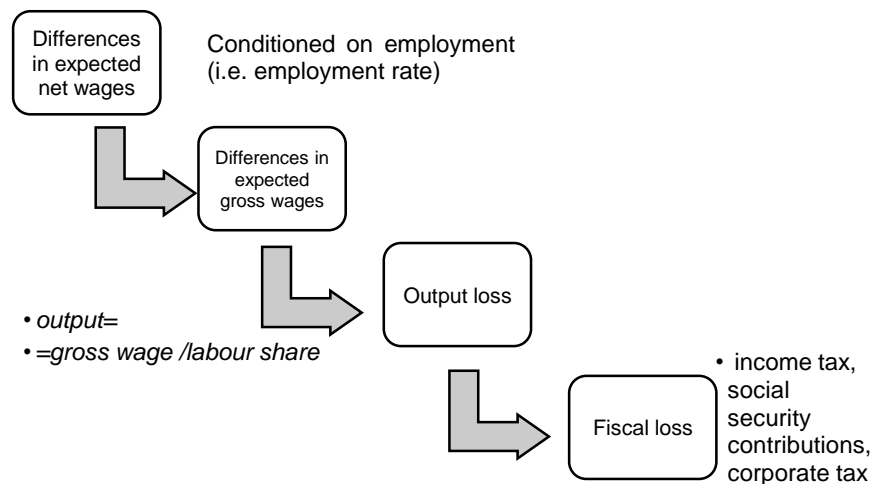 Differences
in expected
net wages
Conditioned on employment
(i.e. employment rate)
Differences in
expected
gross wages
Output loss
• output=
• =gross wage /labour share
Fiscal loss
• income tax,
social
security
contributions,
corporate tax